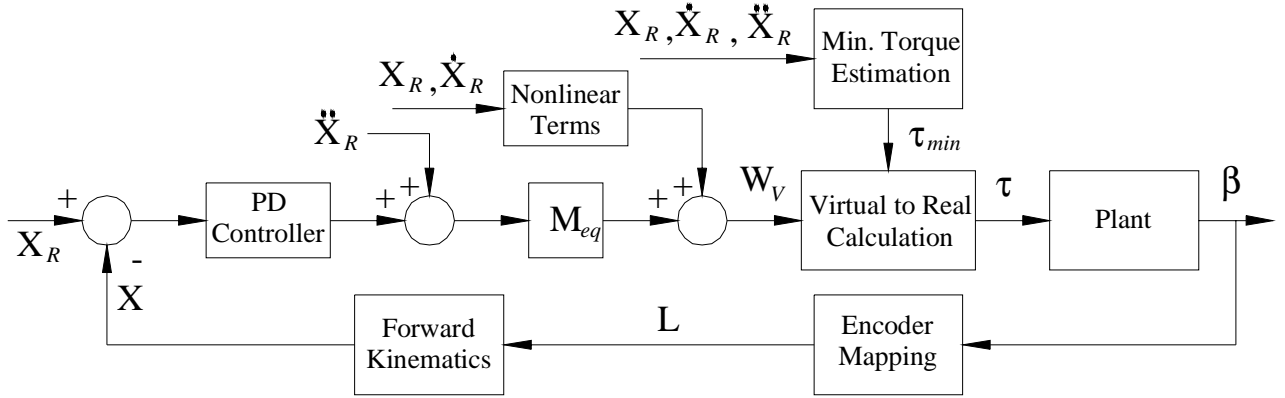 X_R , Ẋ_R , Ẍ_R
Min. Torque
Estimation
X_R , Ẋ_R
Nonlinear
Terms
Ẍ_R
τ_min
+
PD
Controller
+
+
M_eq
+
+
W_V
Virtual to Real
Calculation
τ
Plant
β
X_R
-
X
Forward
Kinematics
L
Encoder
Mapping